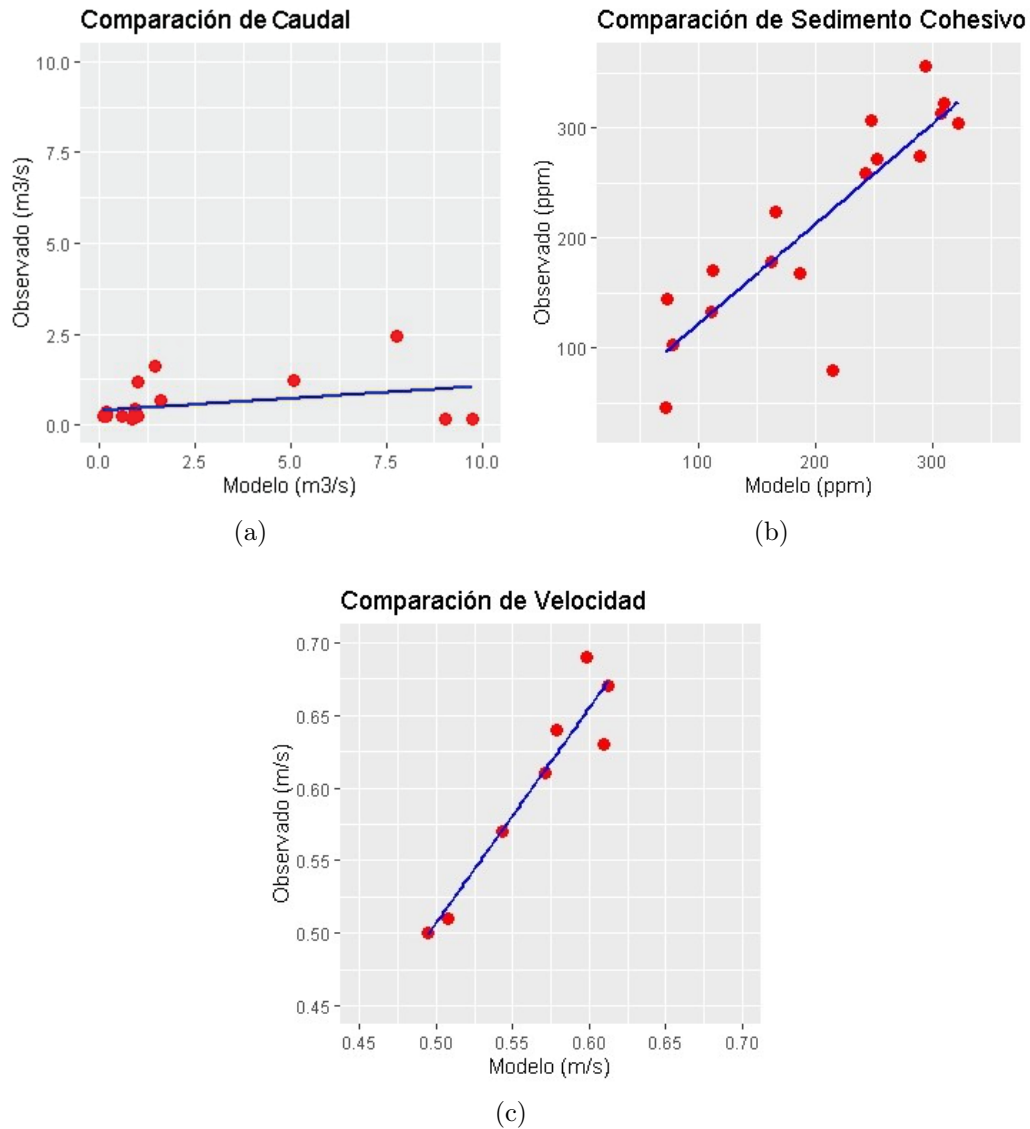 Comparación de Caudal
10.0
7.5
5.0
2.5
0.0
Observado (m3/s)
0.0 2.5 5.0 7.5 10.0
Modelo (m3/s)
(a)
Comparación de Sedimento Cohesivo
300
200
100
Observado (ppm)
100 200 300
Modelo (ppm)
(b)
Comparación de Velocidad
0.70
0.65
0.60
0.55
0.50
0.45
Observado (m/s)
0.45 0.50 0.55 0.60 0.65 0.70
Modelo (m/s)
(c)